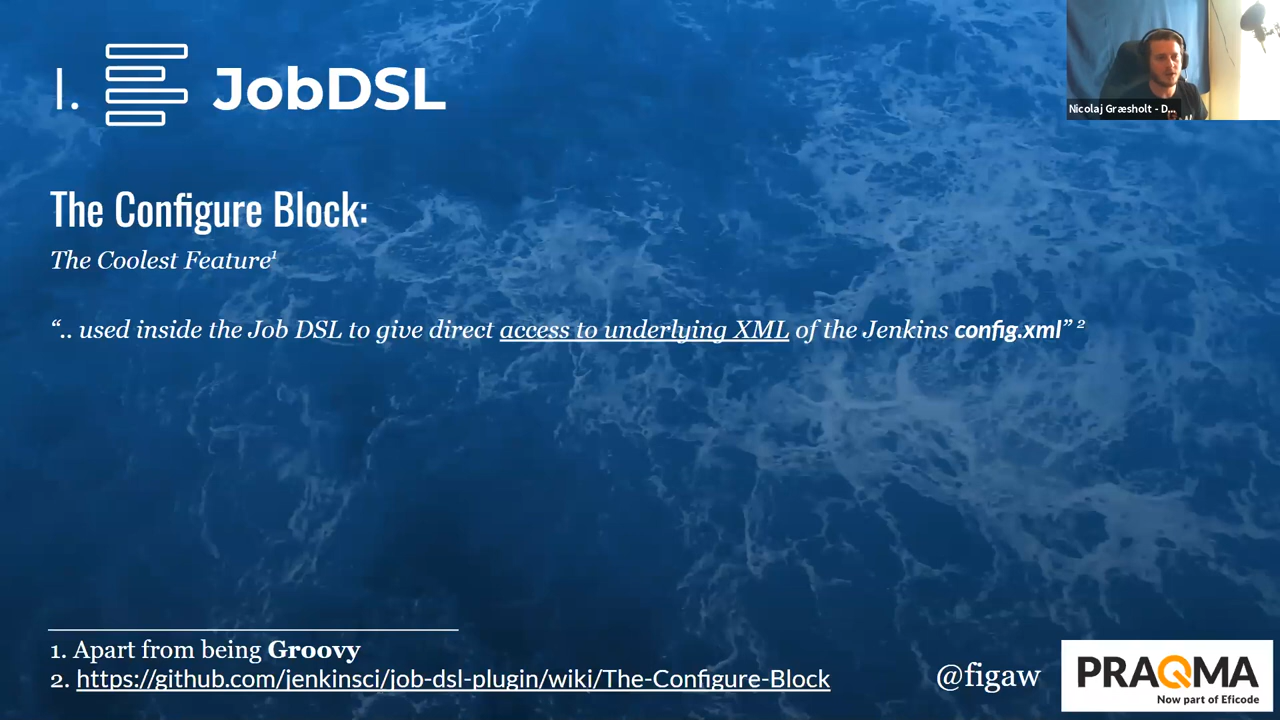 I. JobDSL
Nicolaj Græsholt - D...
The Configure Block:
The Coolest Feature¹
“.. used inside the Job DSL to give direct access to underlying XML of the Jenkins config.xml” ²
1. Apart from being Groovy
2. https://github.com/jenkinsci/job-dsl-plugin/wiki/The-Configure-Block
@figaw
PRAQMA
Now part of Eficode